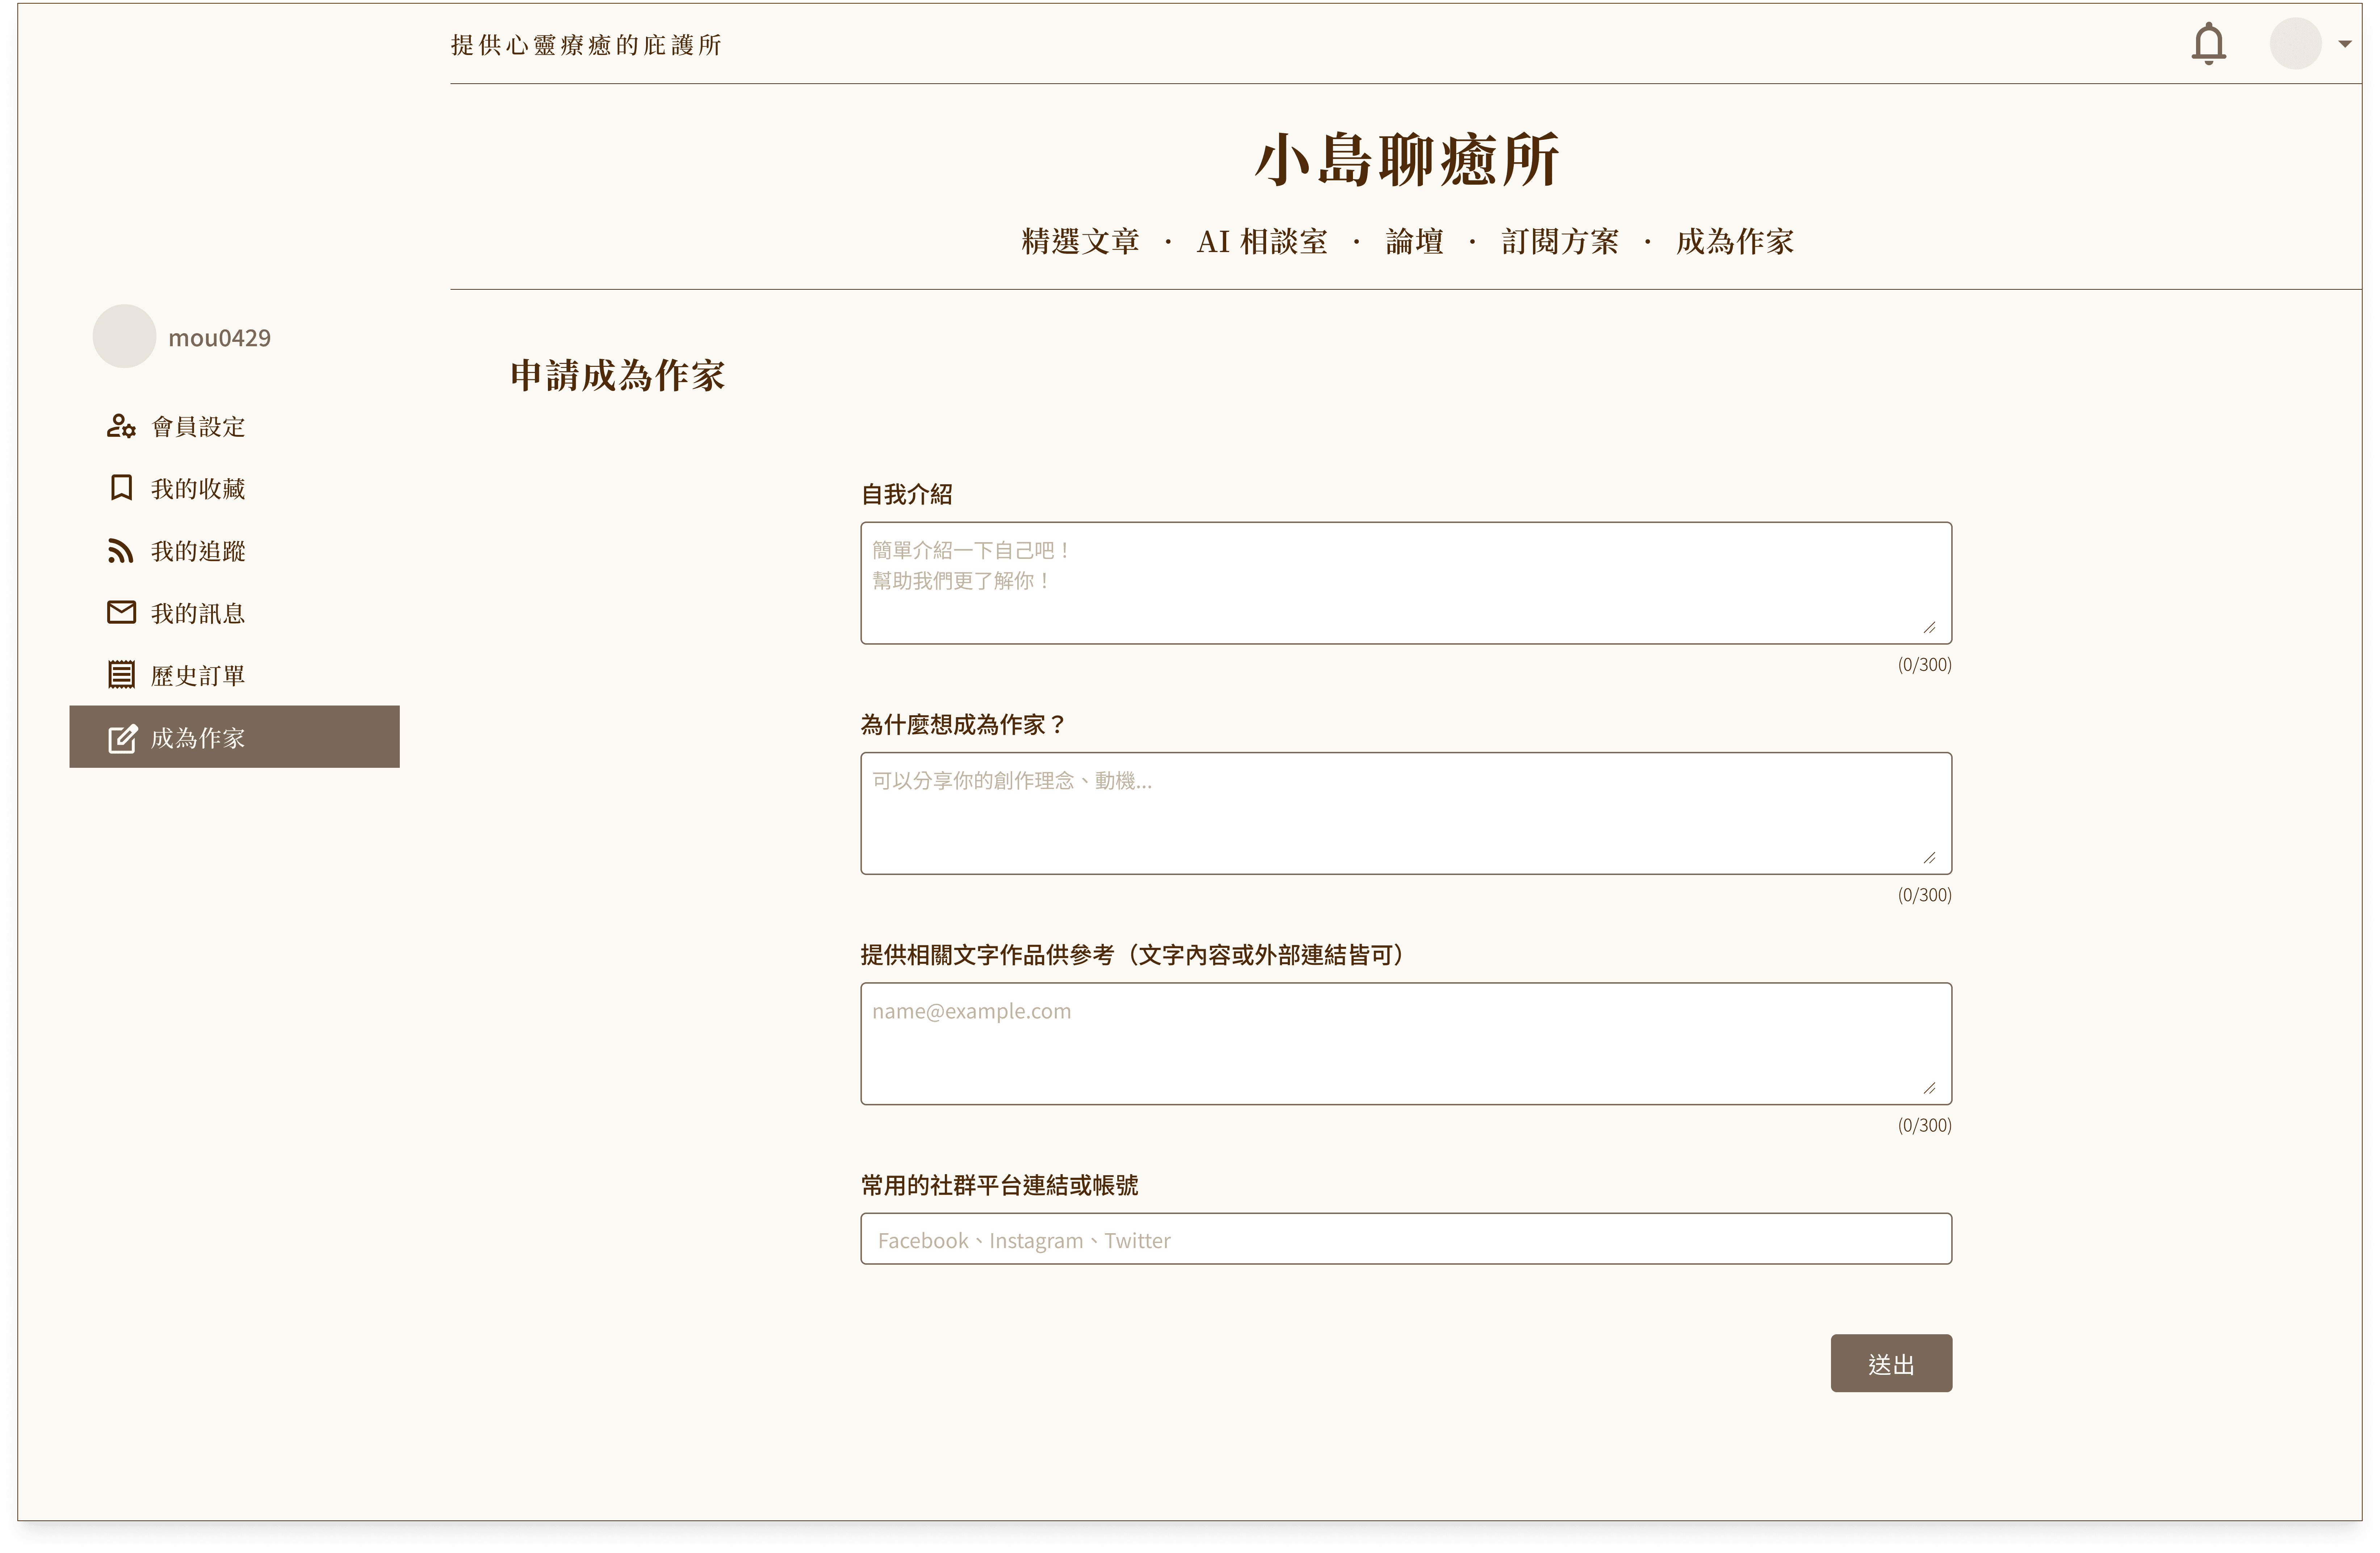 提供心靈療癒的庇護所
小島聊癒所
精選文章 · AI 相談室 · 論壇 · 訂閱方案 · 成為作家
mou0429
會員設定
我的收藏
我的追蹤
我的訊息
歷史訂單
成為作家
申請成為作家
自我介紹
簡單介紹一下自己吧！
幫助我們更了解你！
(0/300)
為什麼想成為作家？
可以分享你的創作理念、動機...
(0/300)
提供相關文字作品供參考（文字內容或外部連結皆可）
name@example.com
(0/300)
常用的社群平台連結或帳號
Facebook、Instagram、Twitter
送出